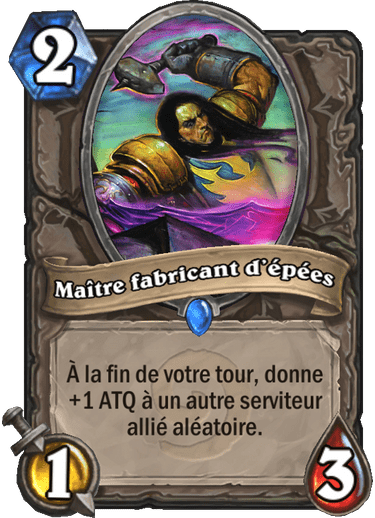 2
Maître fabricant d'épées
À la fin de votre tour, donne
+1 ATQ à un autre serviteur
allié aléatoire.
1
3